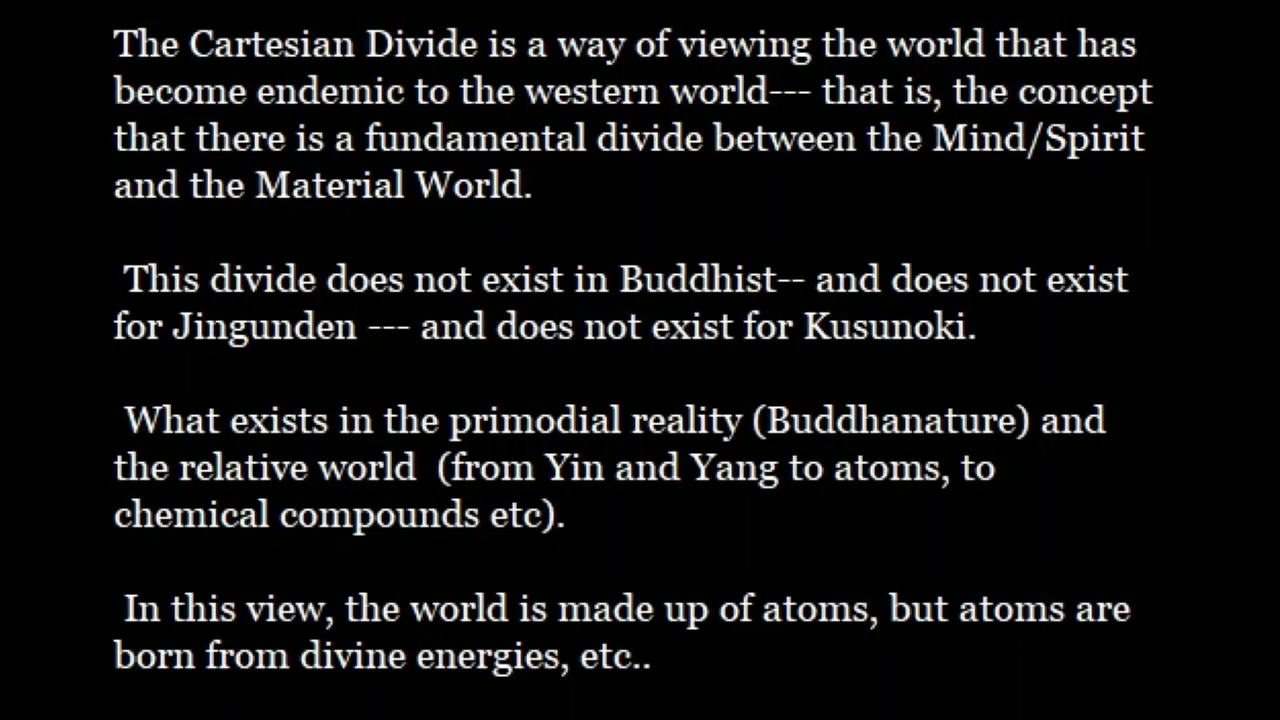 The Cartesian Divide is a way of viewing the world that has
become endemic to the western world--- that is, the concept
that there is a fundamental divide between the Mind/Spirit
and the Material World.
This divide does not exist in Buddhist-- and does not exist
for Jingunden --- and does not exist for Kusunoki.
What exists in the primodial reality (Buddhanature) and
the relative world  (from Yin and Yang to atoms, to
chemical compounds etc).
In this view, the world is made up of atoms, but atoms are
born from divine energies, etc..